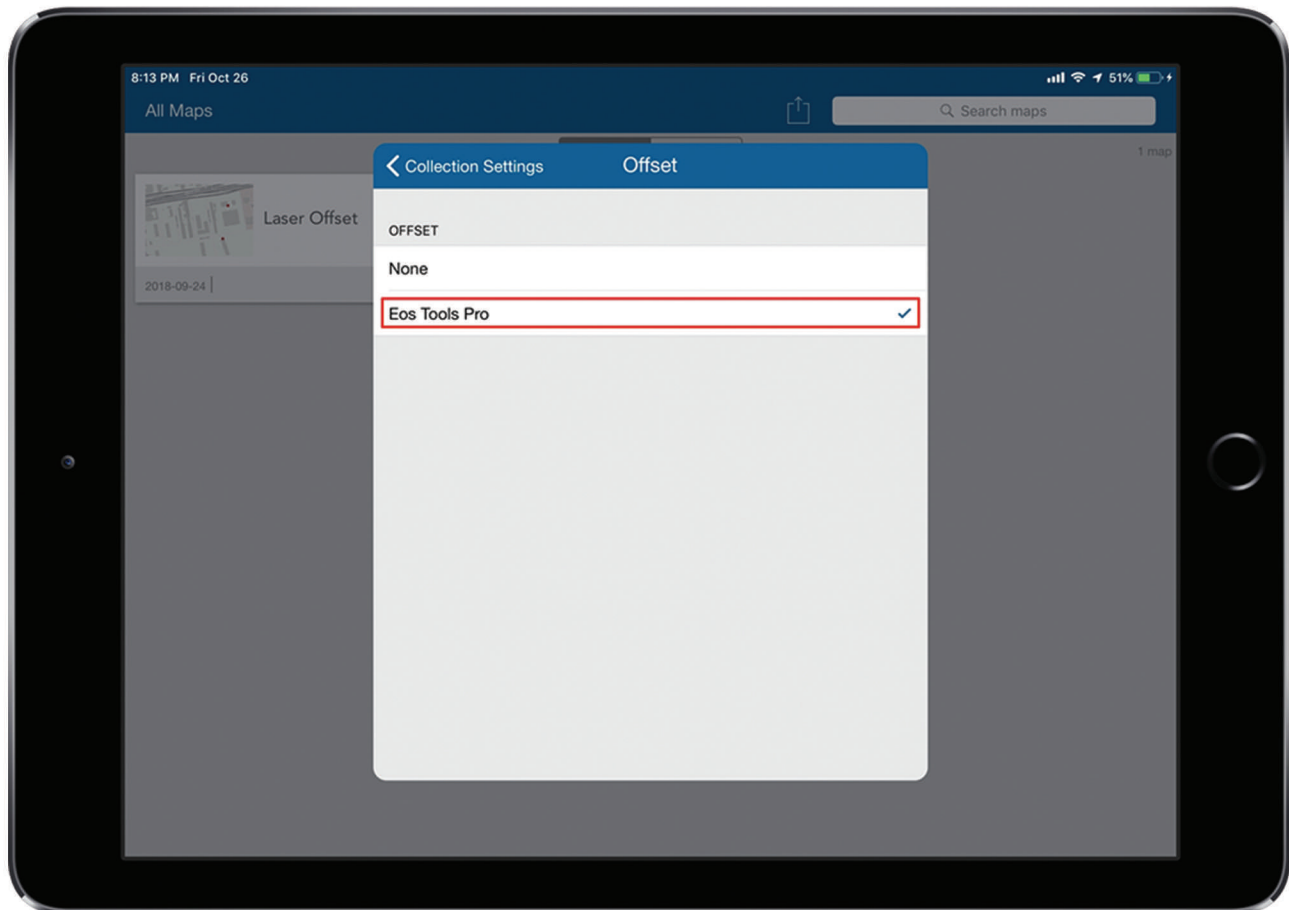 8:13 PM Fri Oct 26
51%
All Maps
Search maps
1 map
Collection Settings
Offset
Laser Offset
OFFSET
None
2018-09-24
Eos Tools Pro